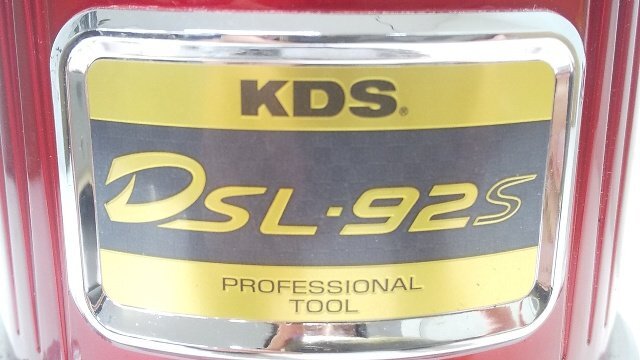 KDS®
DSL-92S
PROFESSIONAL
TOOL